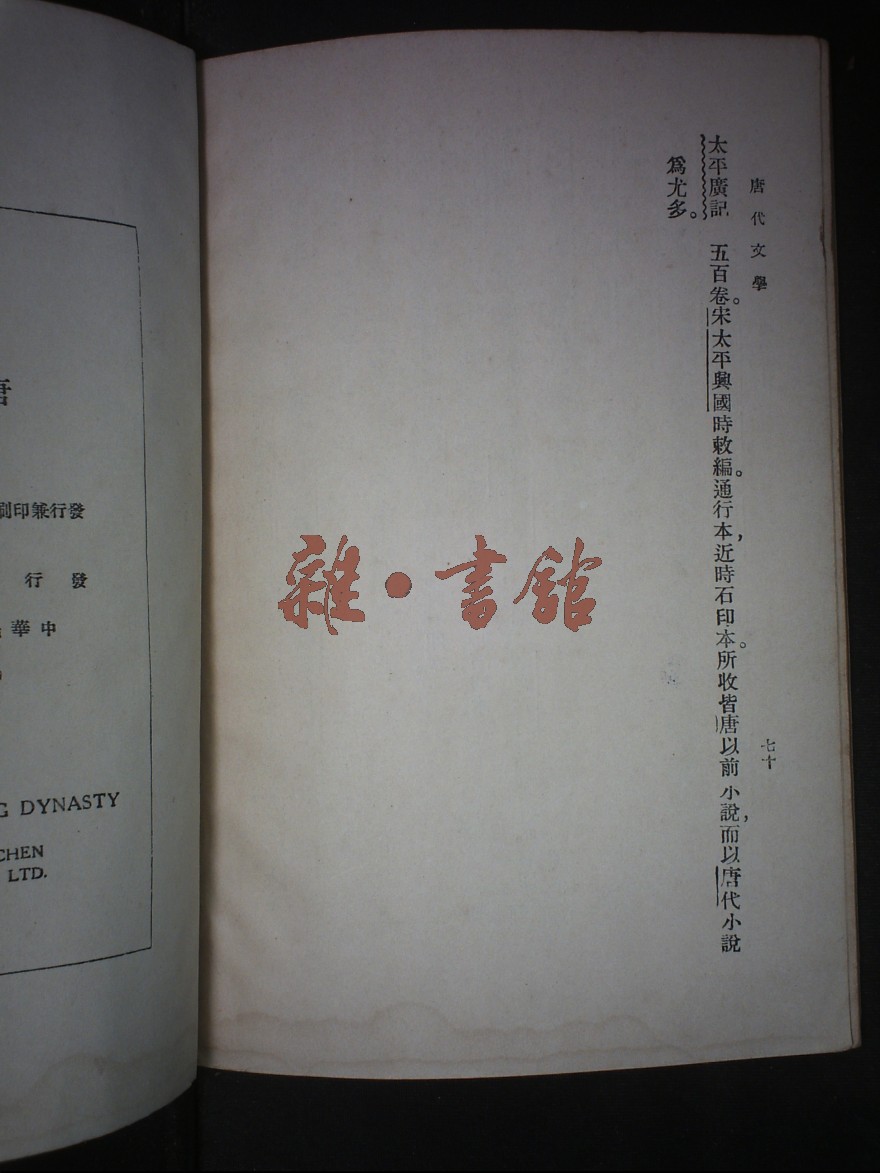 唐代文學
太平廣記　五百卷。宋太平興國時敕編。通行本，近時石印本。所收皆唐以前小說，而以唐代小說
爲尤多。
七十
雜·書館
刷印兼行發
行　發
華中
G DYNASTY
CHEN
LTD.